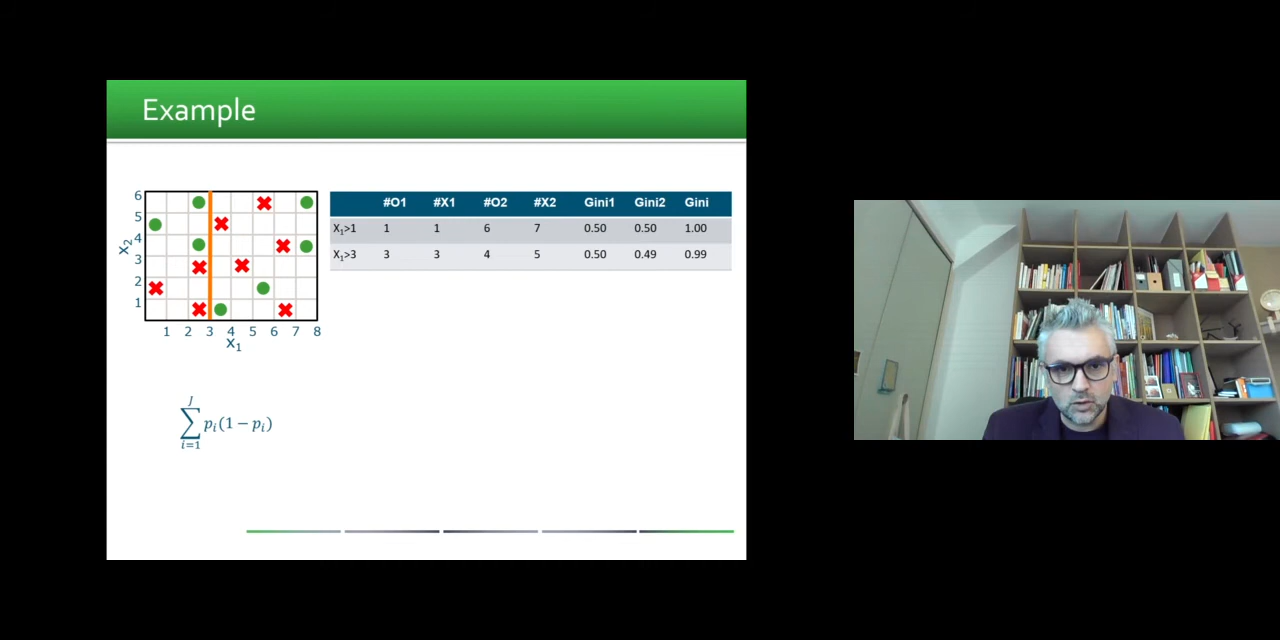 Example
6
5
4
3
2
1
x2
1 2 3 4 5 6 7 8
x1
#O1 #X1 #O2 #X2 Gini1 Gini2 Gini
X1>1 1 1 6 7 0.50 0.50 1.00
X1>3 3 3 4 5 0.50 0.49 0.99
J
∑ pi(1 − pi)
i=1